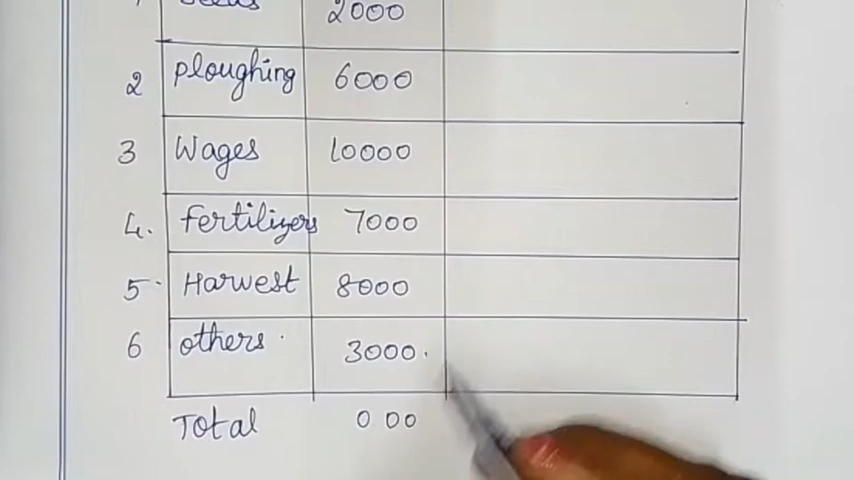 Seeds 2000
2 Ploughing 6000
3 Wages 10000
4. Fertilizers 7000
5. Harwest 8000
6 others. 3000.
Total 0 00